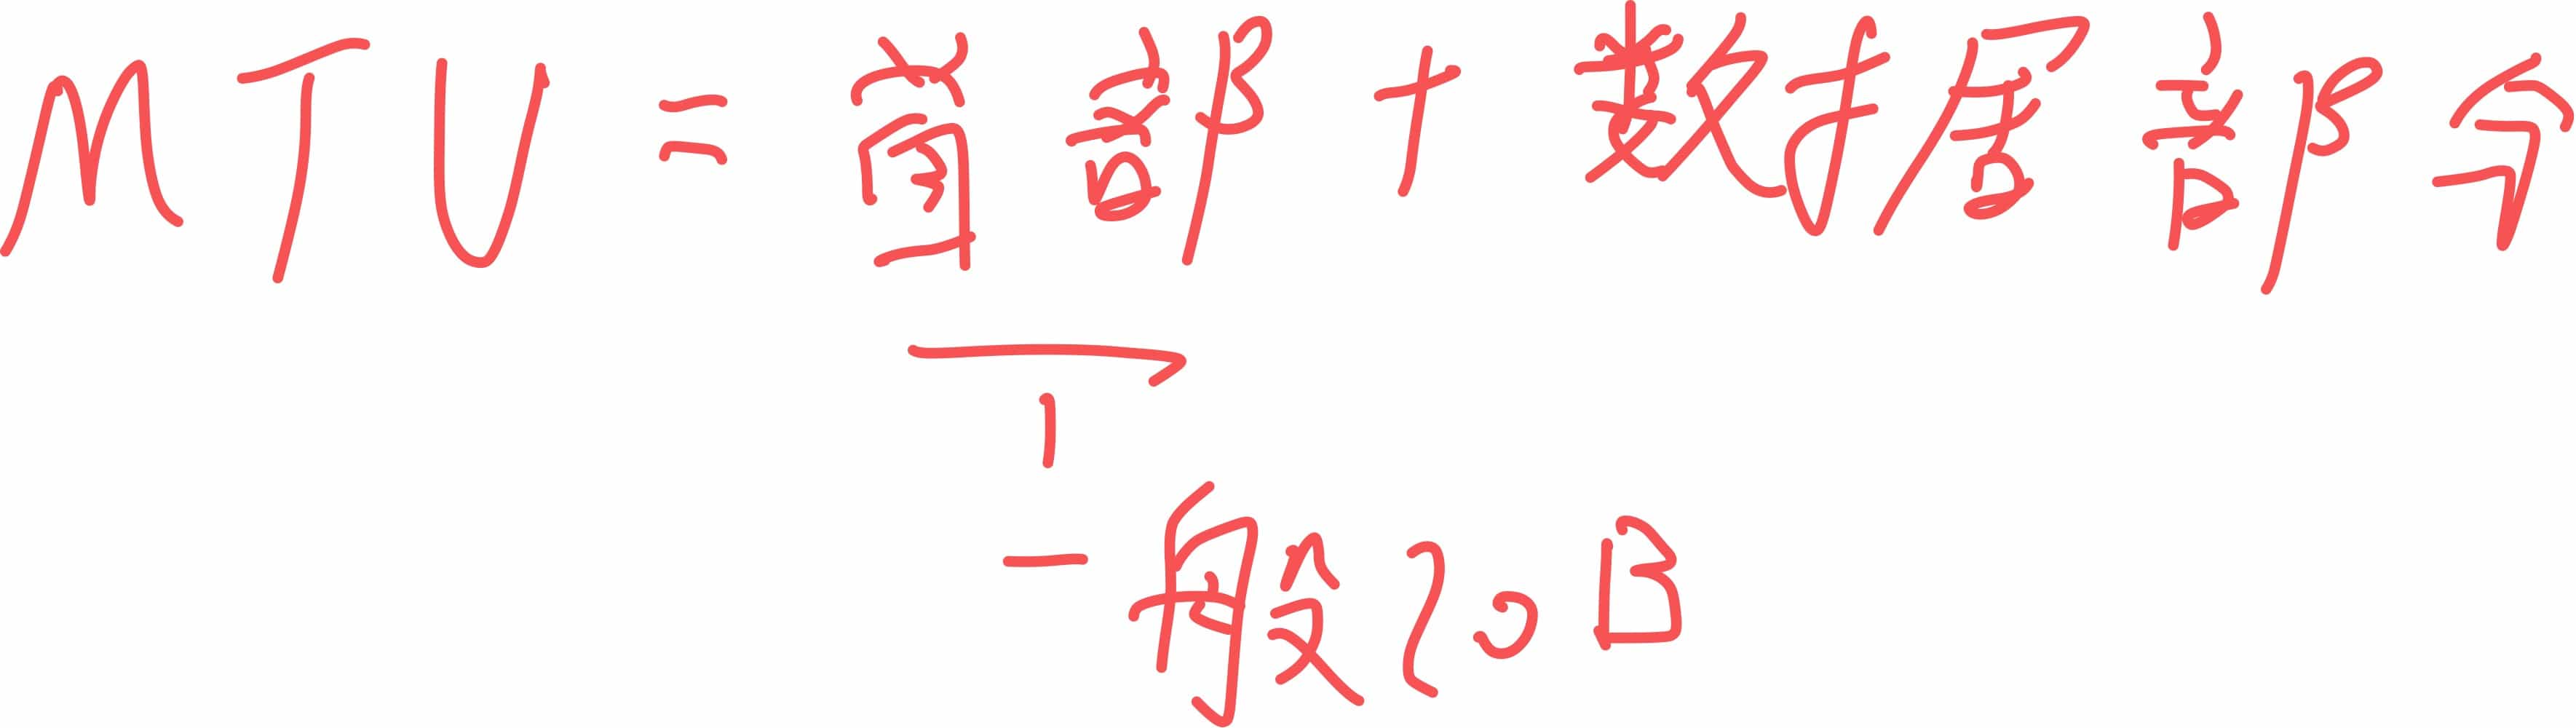 MTU = 首部 + 数据部分
一般20B